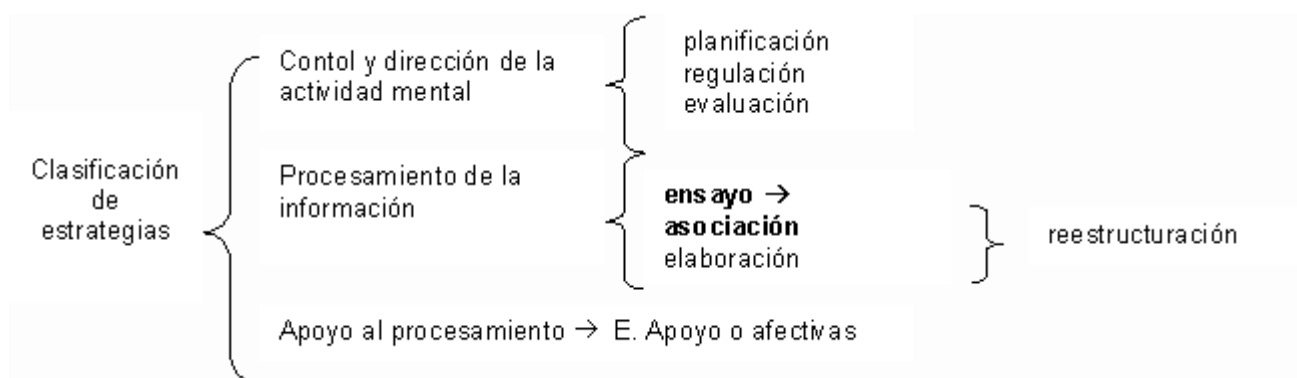 Clasificación
de
estrategias
Contol y dirección de la
actividad mental
planificación
regulación
evaluación
Procesamiento de la
información
ensayo →
asociación
elaboración
reestructuración
Apoyo al procesamiento → E. Apoyo o afectivas